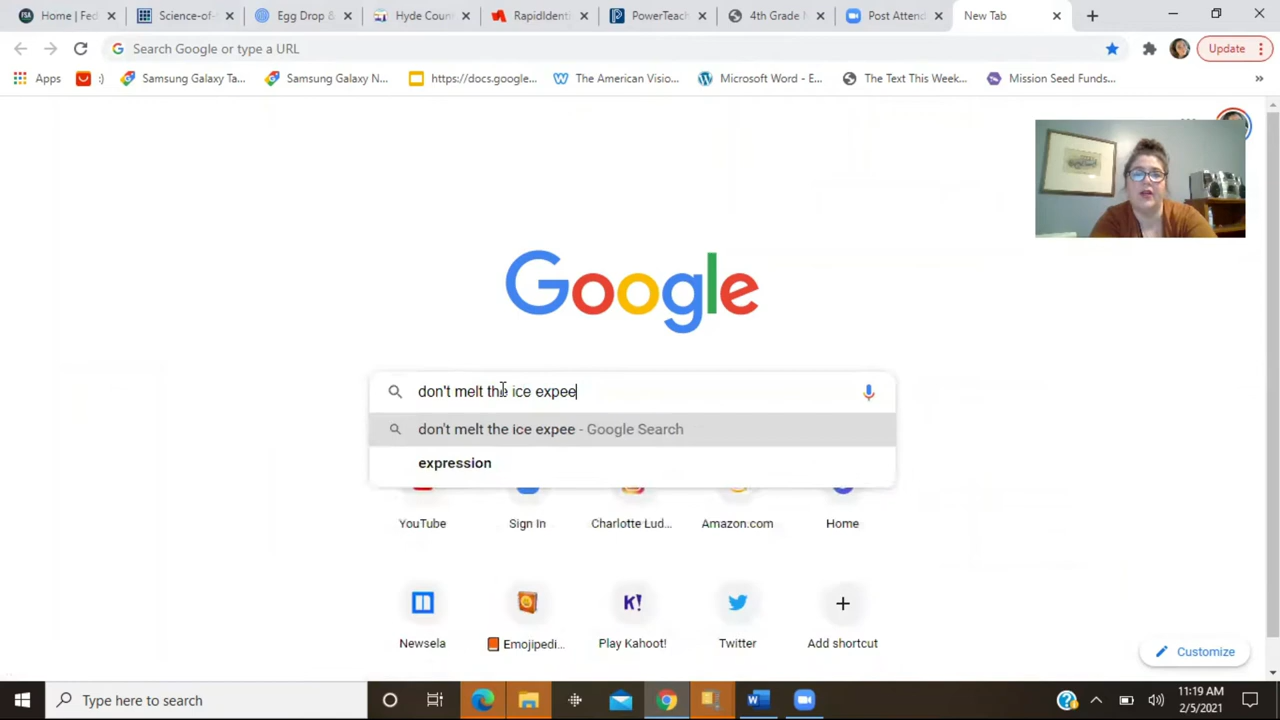 Home | Fed
Science-of-
Egg Drop &
Hyde Coun
RapidIdenti
PowerTeach
4th Grade N
Post Attend
New Tab
Search Google or type a URL
Update
Apps
:)
Samsung Galaxy Ta...
Samsung Galaxy N...
https://docs.google...
The American Visio...
Microsoft Word - E...
The Text This Week...
Mission Seed Funds...
»
Google
don't melt the ice expee
don't melt the ice expee - Google Search
expression
YouTube
Sign In
Charlotte Lud...
Amazon.com
Home
K!
Newsela
Emojipedi...
Play Kahoot!
Twitter
Add shortcut
Customize
Type here to search
11:19 AM
2/5/2021